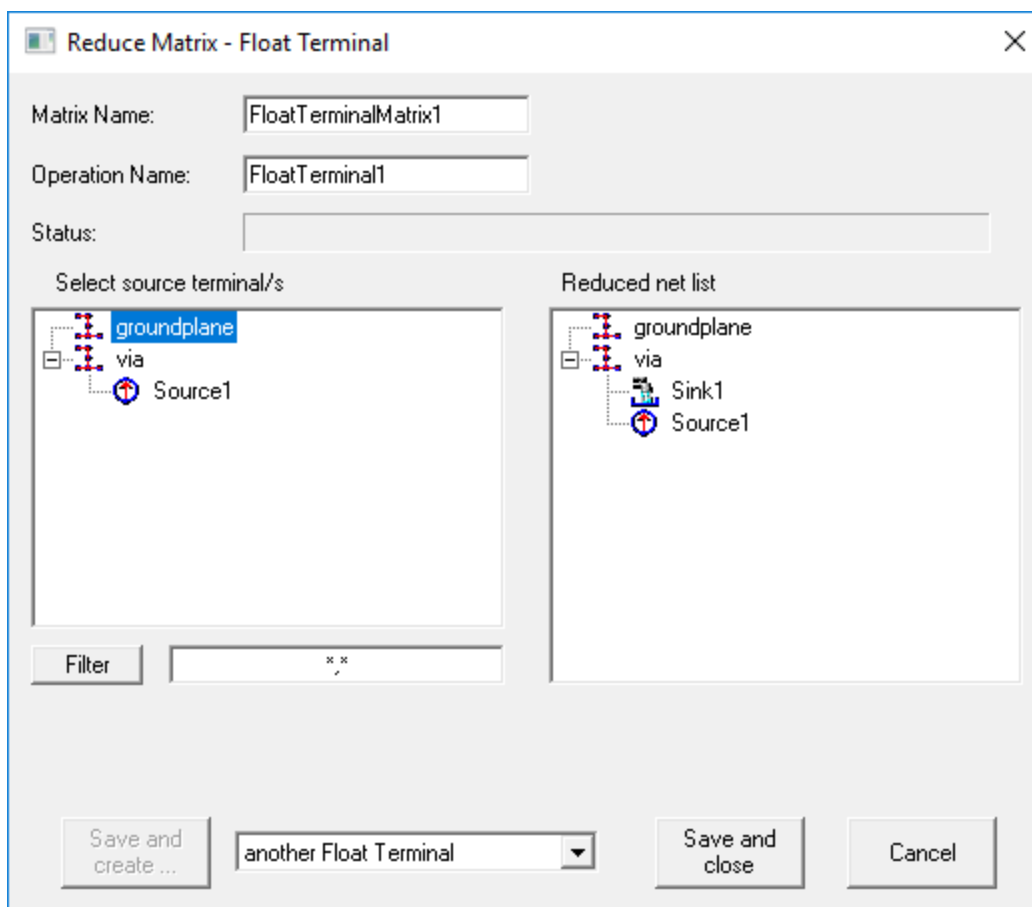 Reduce Matrix - Float Terminal
Matrix Name: FloatTerminalMatrix1
Operation Name: FloatTerminal1
Status:
Select source terminal/s
groundplane
via
Source1
Filter *,*
Reduced net list
groundplane
via
Sink1
Source1
Save and
create ...
another Float Terminal
Save and
close
Cancel